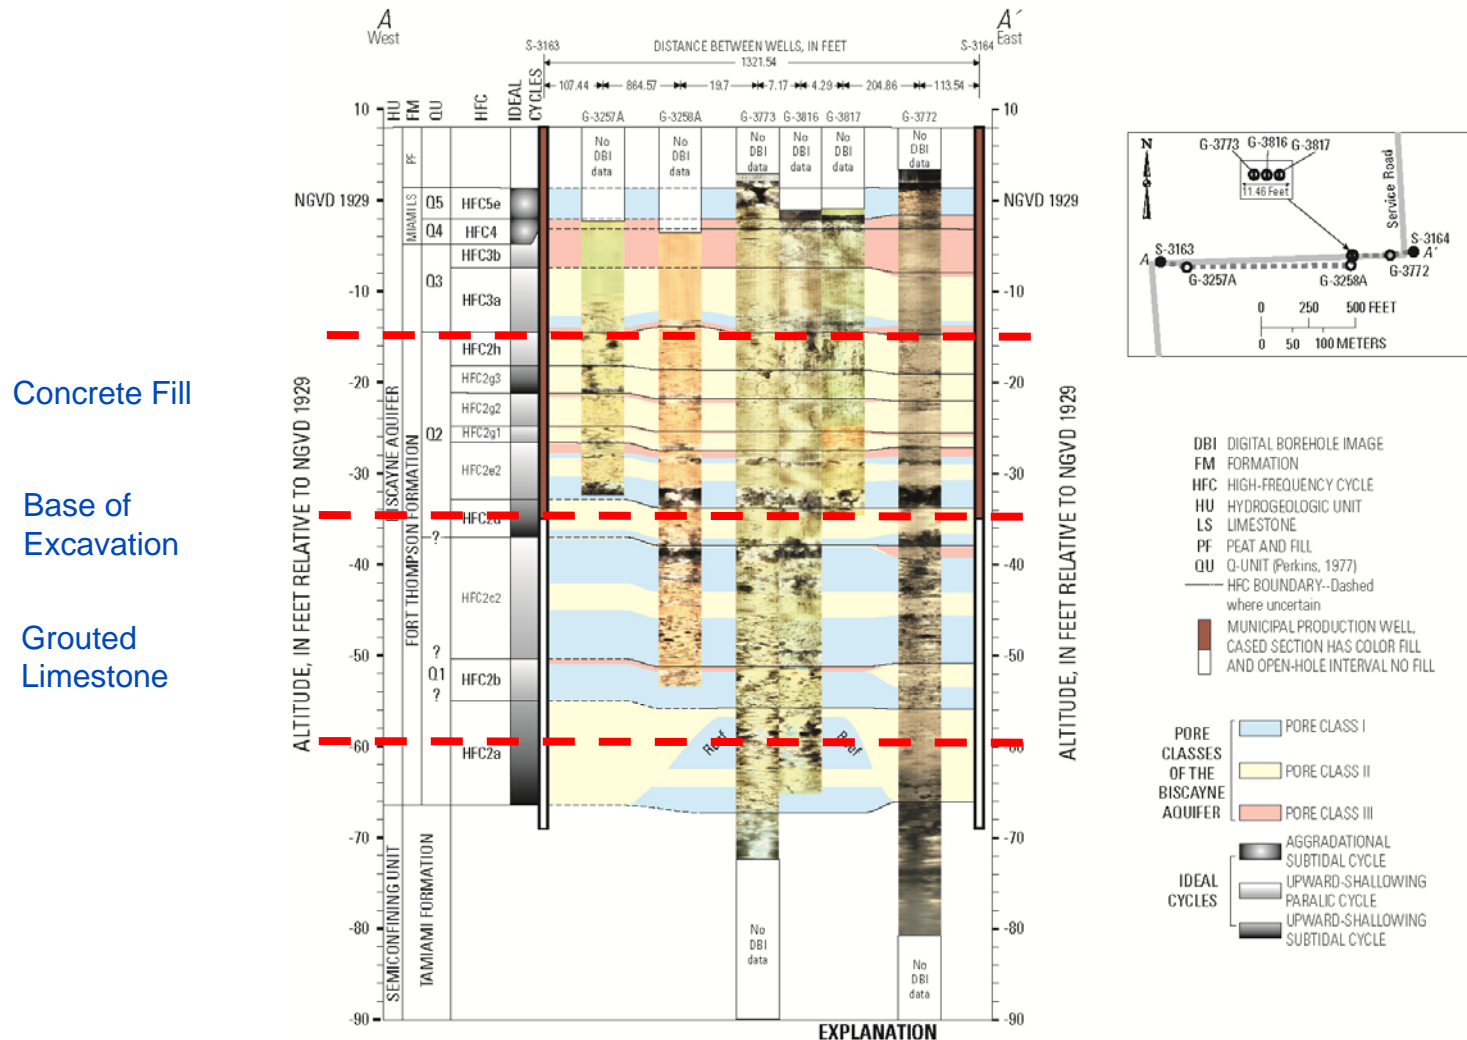 A
West
A´
East
S-3163
DISTANCE BETWEEN WELLS, IN FEET
S-3164
1321.54
107.44
864.57
19.7
7.17
4.29
204.86
113.54
HU
FM
QU
HFC
IDEAL
CYCLES
G-3257A
G-3258A
G-3773
G-3816
G-3817
G-3772
No
DBI
data
No
DBI
data
No
DBI
data
No
DBI
data
No
DBI
data
No
DBI
data
10
NGVD 1929
-10
-20
-30
-40
-50
-60
-70
-80
-90
10
NGVD 1929
-10
-20
-30
-40
-50
-60
-70
-80
-90
ALTITUDE, IN FEET RELATIVE TO NGVD 1929
ALTITUDE, IN FEET RELATIVE TO NGVD 1929
BISCAYNE AQUIFER
SEMICONFINING UNIT
PF
MIAMI LS
FORT THOMPSON FORMATION
TAMIAMI FORMATION
Q5
Q4
Q3
Q2
?
?
Q1
?
HFC5e
HFC4
HFC3b
HFC3a
HFC2h
HFC2g3
HFC2g2
HFC2g1
HFC2e2
HFC2d
HFC2c2
HFC2b
HFC2a
Reef
Reef
No
DBI
data
No
DBI
data
EXPLANATION
Concrete Fill
Base of
Excavation
Grouted
Limestone
N
G-3773
G-3816
G-3817
11.46 Feet
Service Road
S-3163
A
G-3257A
G-3258A
G-3772
S-3164
A´
0 250 500 FEET
0 50 100 METERS
DBI DIGITAL BOREHOLE IMAGE
FM FORMATION
HFC HIGH-FREQUENCY CYCLE
HU HYDROGEOLOGIC UNIT
LS LIMESTONE
PF PEAT AND FILL
QU Q-UNIT (Perkins, 1977)
HFC BOUNDARY--Dashed
where uncertain
MUNICIPAL PRODUCTION WELL,
CASED SECTION HAS COLOR FILL
AND OPEN-HOLE INTERVAL NO FILL
PORE
CLASSES
OF THE
BISCAYNE
AQUIFER
PORE CLASS I
PORE CLASS II
PORE CLASS III
IDEAL
CYCLES
AGGRADATIONAL
SUBTIDAL CYCLE
UPWARD-SHALLOWING
PARALIC CYCLE
UPWARD-SHALLOWING
SUBTIDAL CYCLE